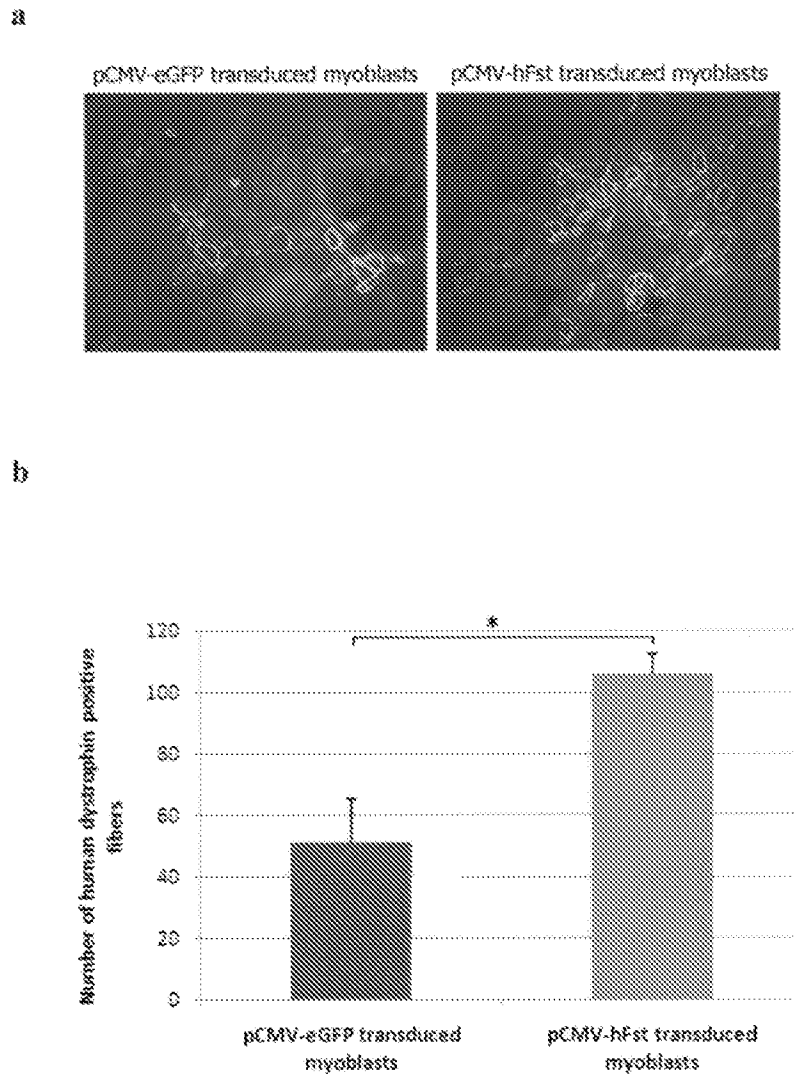 a
pCMV-eGFP transduced myoblasts
pCMV-hFst transduced myoblasts
b
*
120
100
80
60
40
20
0
Number of human dystrophin positive
fibers
pCMV-eGFP transduced
myoblasts
pCMV-hFst transduced
myoblasts